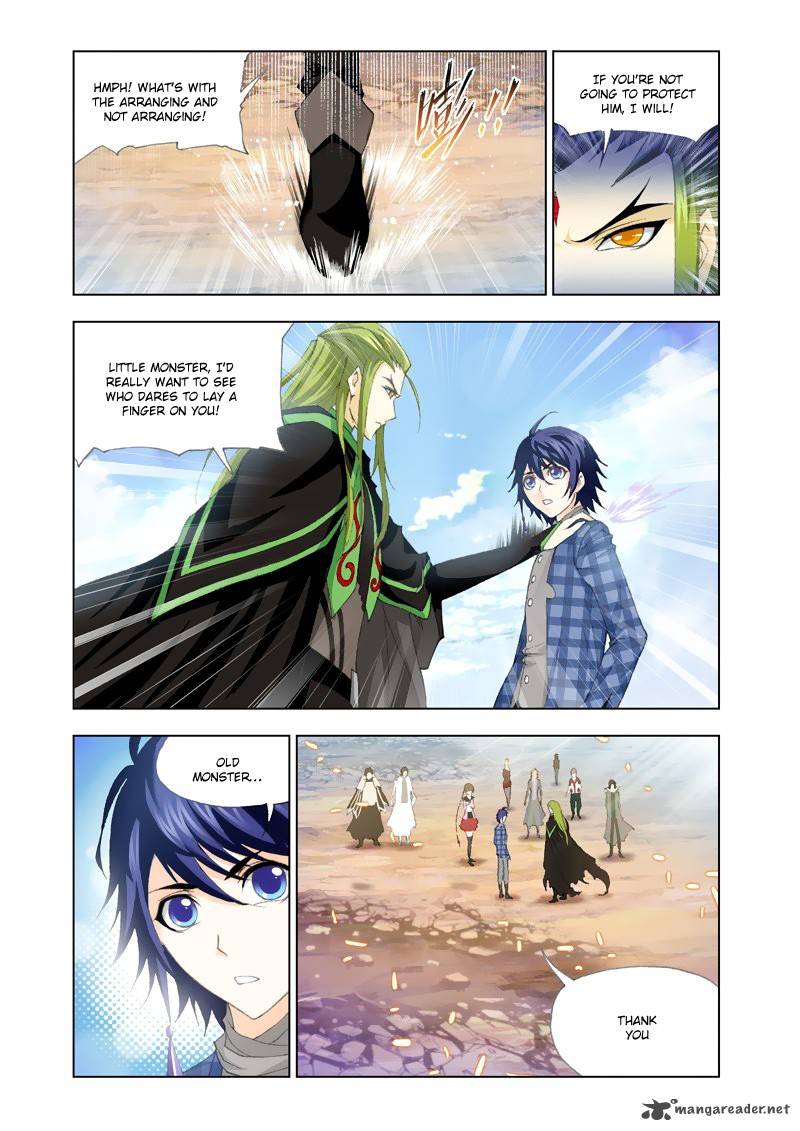 HMPH! WHAT'S WITH
THE ARRANGING AND
NOT ARRANGING!
嘭!!
IF YOU'RE NOT
GOING TO PROTECT
HIM, I WILL!
LITTLE MONSTER, I'D
REALLY WANT TO SEE
WHO DARES TO LAY A
FINGER ON YOU!
OLD
MONSTER...
THANK
YOU
mangareader.net